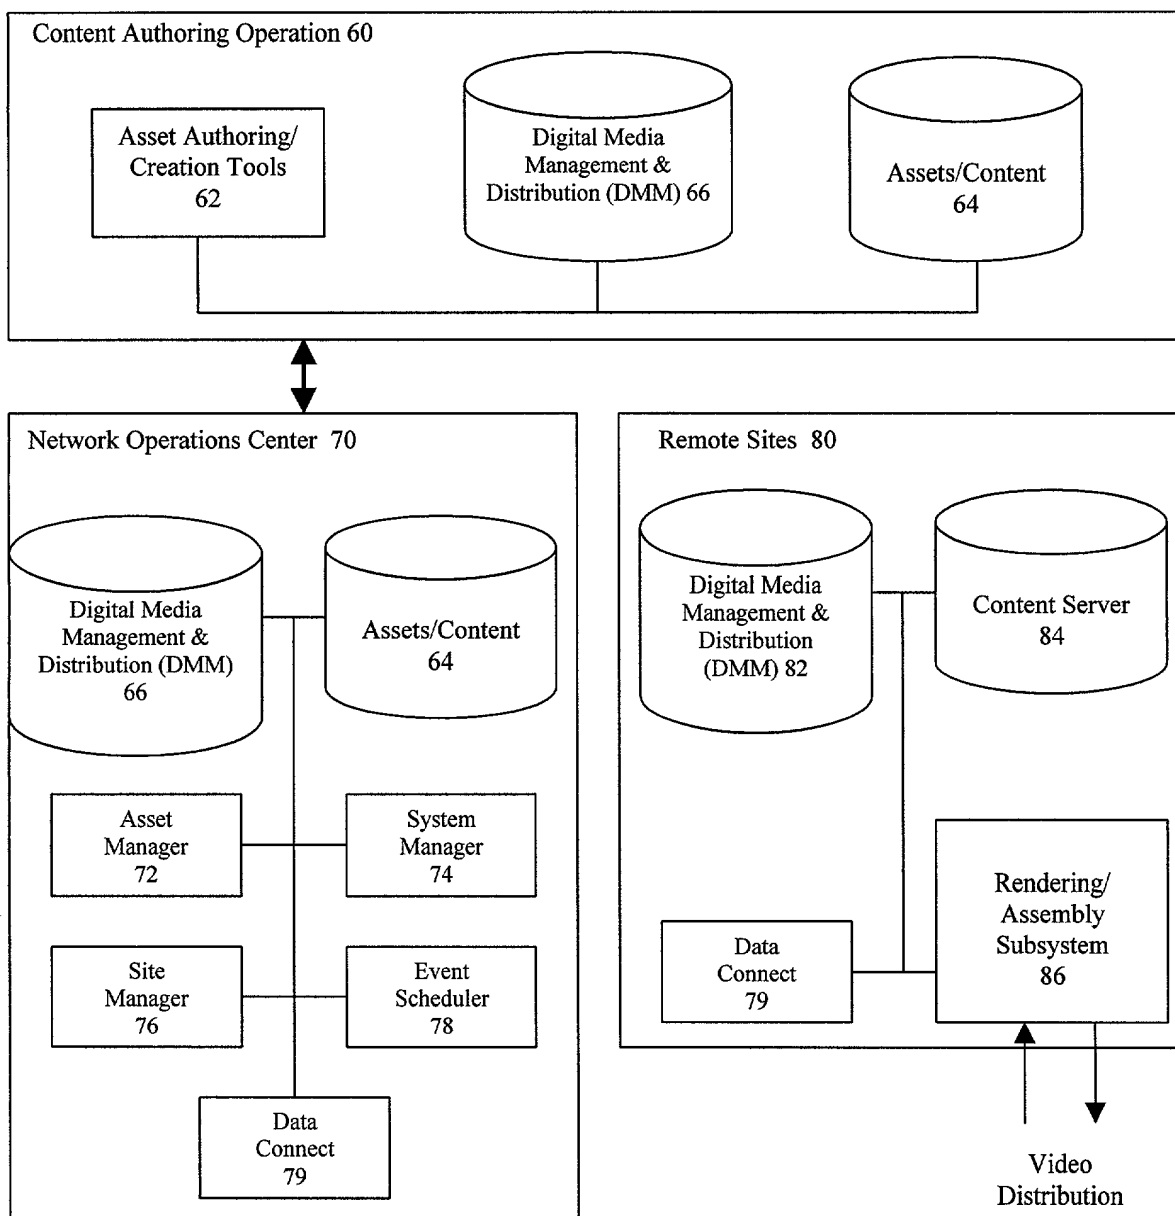 Content Authoring Operation 60
Asset Authoring/
Creation Tools
62
Digital Media
Management &
Distribution (DMM) 66
Assets/Content
64
Network Operations Center 70
Digital Media
Management &
Distribution (DMM)
66
Assets/Content
64
Asset
Manager
72
System
Manager
74
Site
Manager
76
Event
Scheduler
78
Data
Connect
79
Remote Sites 80
Digital Media
Management &
Distribution
(DMM) 82
Content Server
84
Data
Connect
79
Rendering/
Assembly
Subsystem
86
Video
Distribution